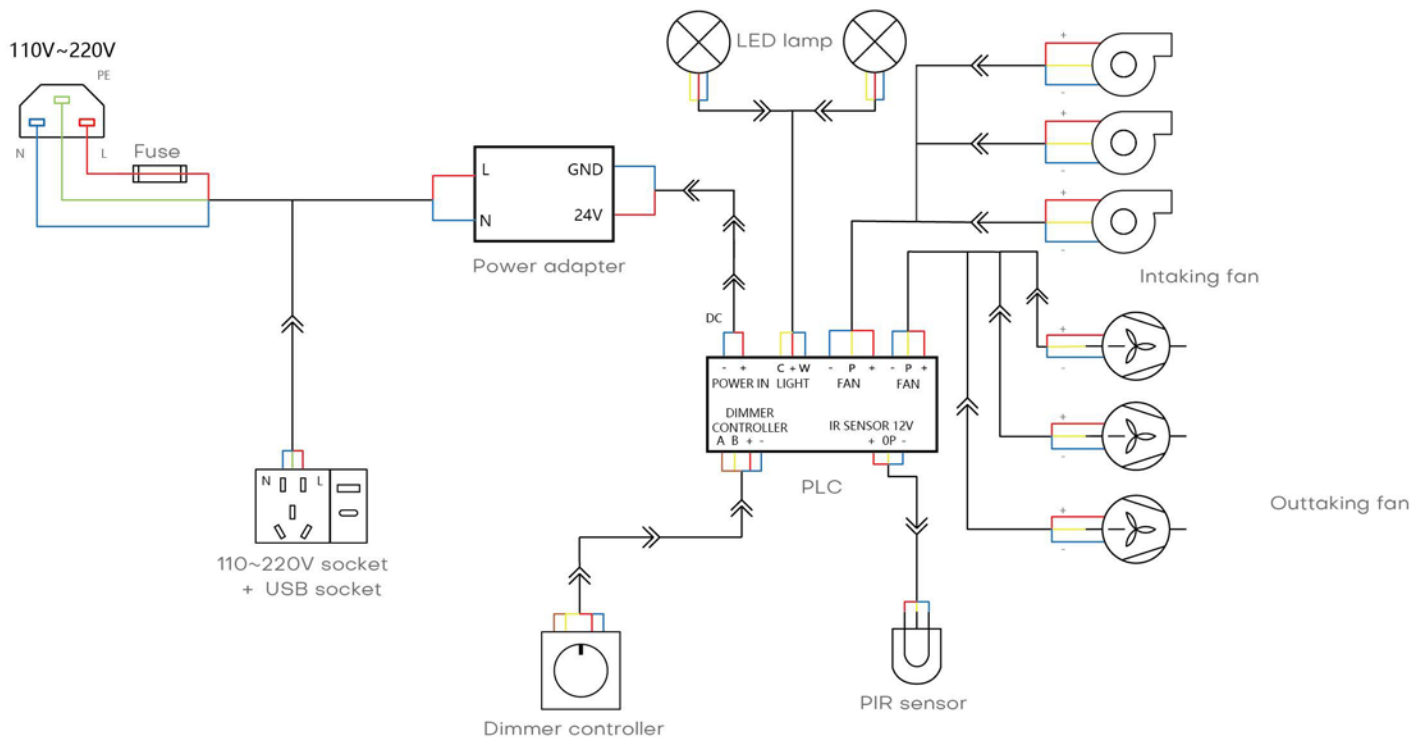 110V~220V
PE
N
L
Fuse
LED lamp
+
-
+
-
+
-
Intaking fan
L
GND
N
24V
Power adapter
DC
- +
C + W
- P +
- P +
POWER IN
LIGHT
FAN
FAN
DIMMER
CONTROLLER
A B + -
IR SENSOR 12V
+ 0P -
PLC
+
-
+
-
+
-
Outtaking fan
N
L
110~220V socket
+ USB socket
Dimmer controller
PIR sensor